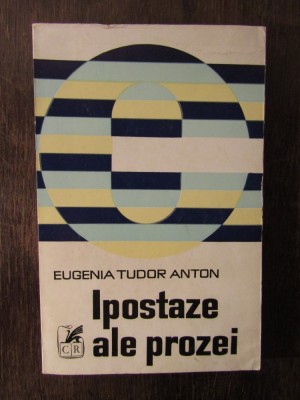 EUGENIA TUDOR ANTON
Ipostaze
ale prozei
CR